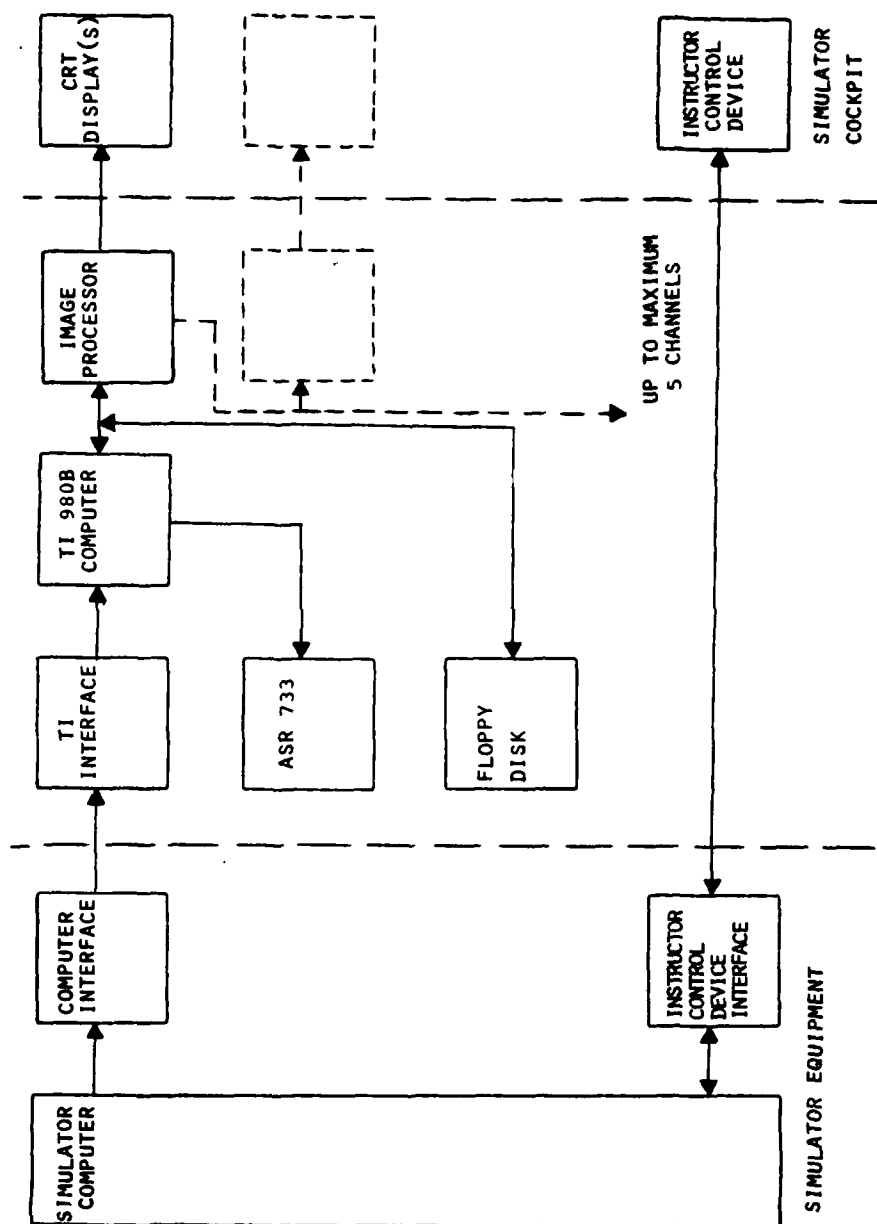 SIMULATOR
COMPUTER
COMPUTER
INTERFACE
TI
INTERFACE
TI 980B
COMPUTER
IMAGE
PROCESSOR
CRT
DISPLAY(s)
ASR 733
FLOPPY
DISK
UP TO MAXIMUM
5 CHANNELS
INSTRUCTOR
CONTROL
DEVICE
INTERFACE
INSTRUCTOR
CONTROL
DEVICE
SIMULATOR EQUIPMENT
SIMULATOR
COCKPIT